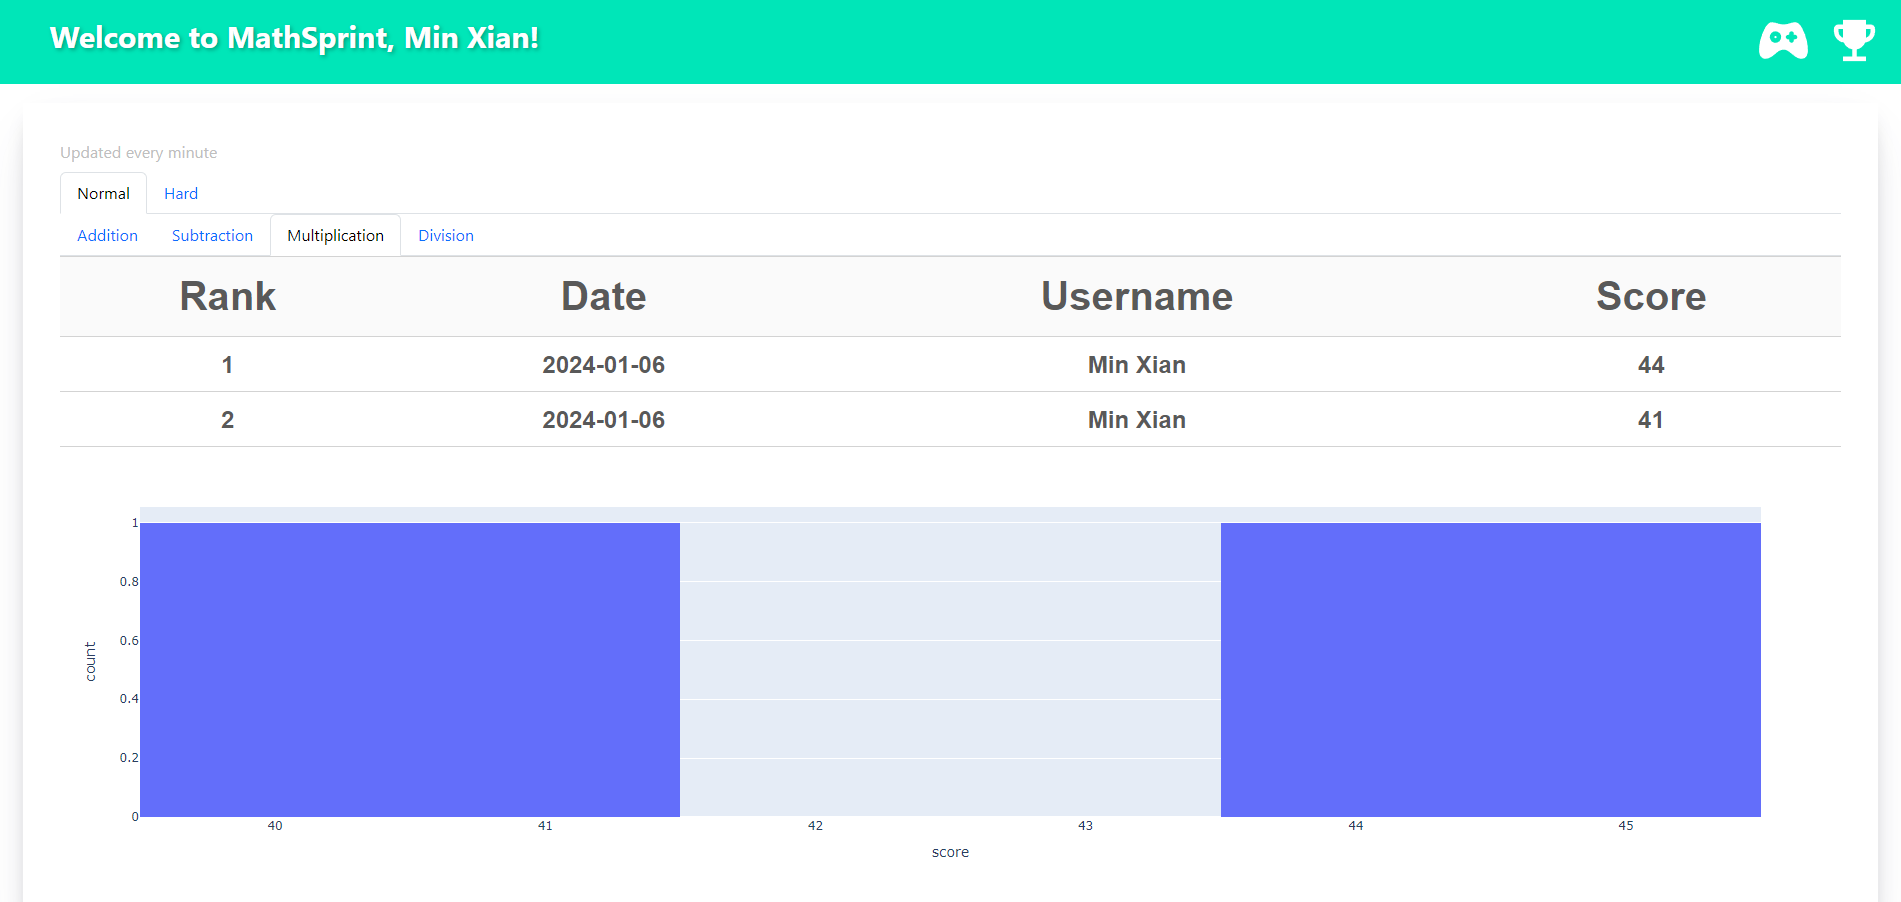 Welcome to MathSprint, Min Xian!
Updated every minute
Normal Hard
Addition Subtraction Multiplication Division
Rank Date Username Score
1 2024-01-06 Min Xian 44
2 2024-01-06 Min Xian 41
1
0.8
0.6
0.4
0.2
0
count
40 41 42 43 44 45
score